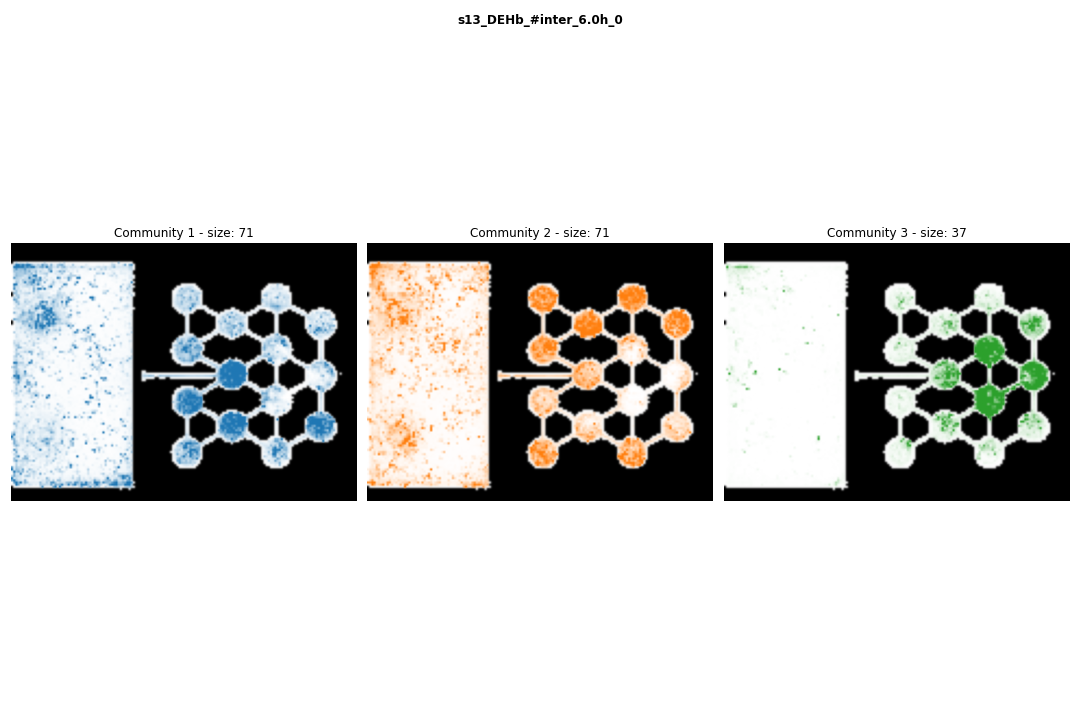 s13_DEHb_#inter_6.0h_0
Community 1 - size: 71
Community 2 - size: 71
Community 3 - size: 37